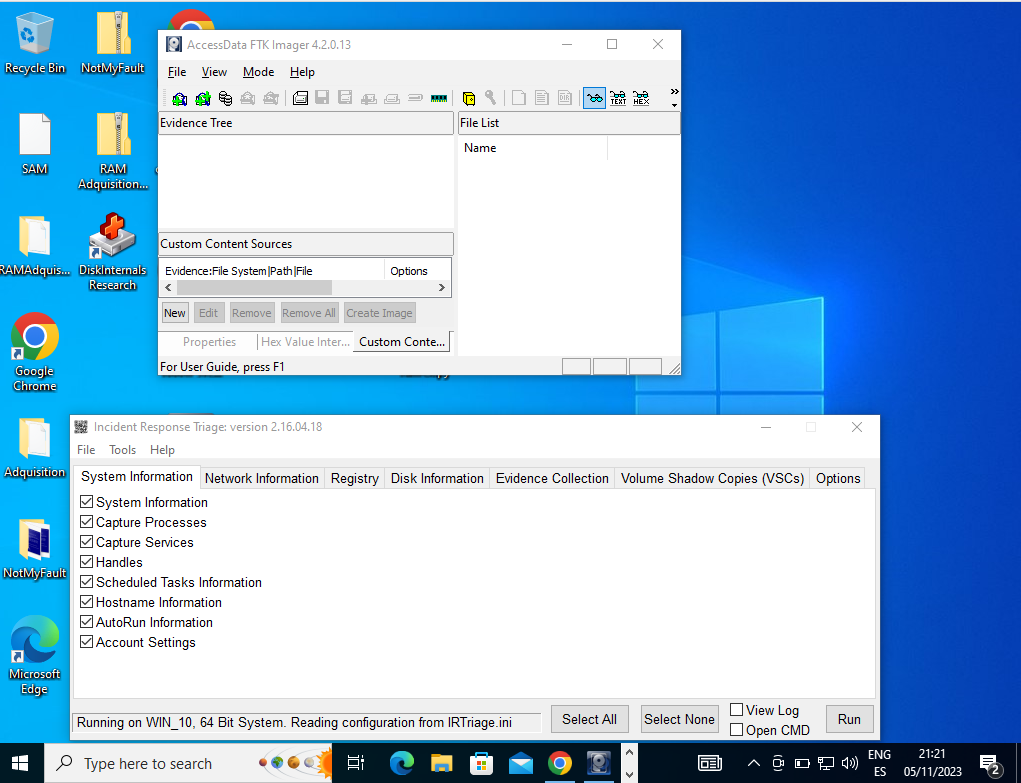 Recycle Bin
NotMyFault
SAM
RAM
Adquisition...
RAMAdquis...
DiskInternals
Research
Google
Chrome
Adquisition
NotMyFault
Microsoft
Edge
AccessData FTK Imager 4.2.0.13
File View Mode Help
TEXT HEX
Evidence Tree
File List
Name
Custom Content Sources
Evidence:File System|Path|File Options
New Edit Remove Remove All Create Image
Properties Hex Value Inter... Custom Conte...
For User Guide, press F1
Incident Response Triage: version 2.16.04.18
File Tools Help
System Information Network Information Registry Disk Information Evidence Collection Volume Shadow Copies (VSCs) Options
System Information
Capture Processes
Capture Services
Handles
Scheduled Tasks Information
Hostname Information
AutoRun Information
Account Settings
Running on WIN_10, 64 Bit System. Reading configuration from IRTriage.ini
Select All Select None
View Log
Open CMD
Run
Type here to search
ENG
ES
21:21
05/11/2023
2